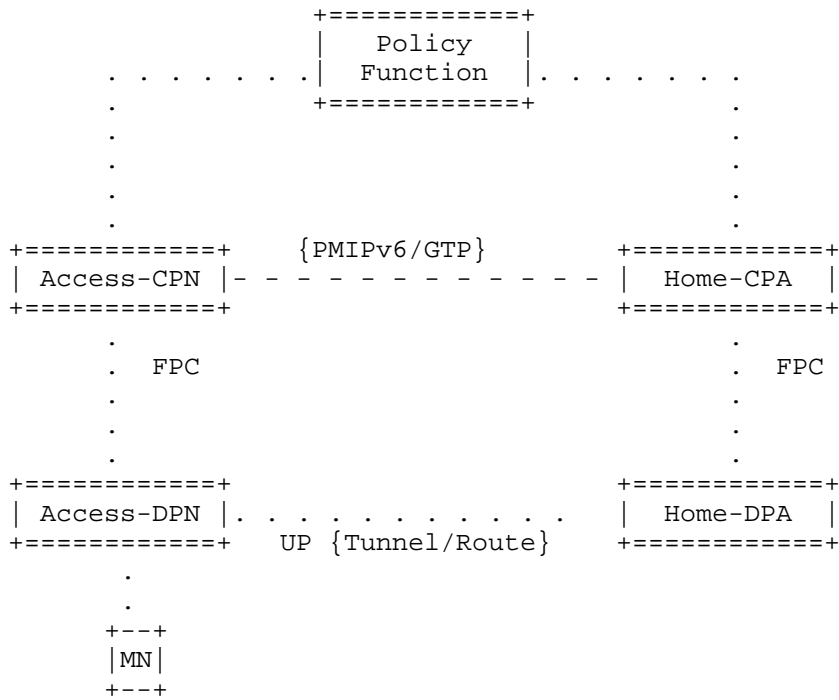 Policy
Function
{PMIPv6/GTP}
Access-CPN Home-CPA
FPC FPC
Access-DPN Home-DPA
UP {Tunnel/Route}
MN